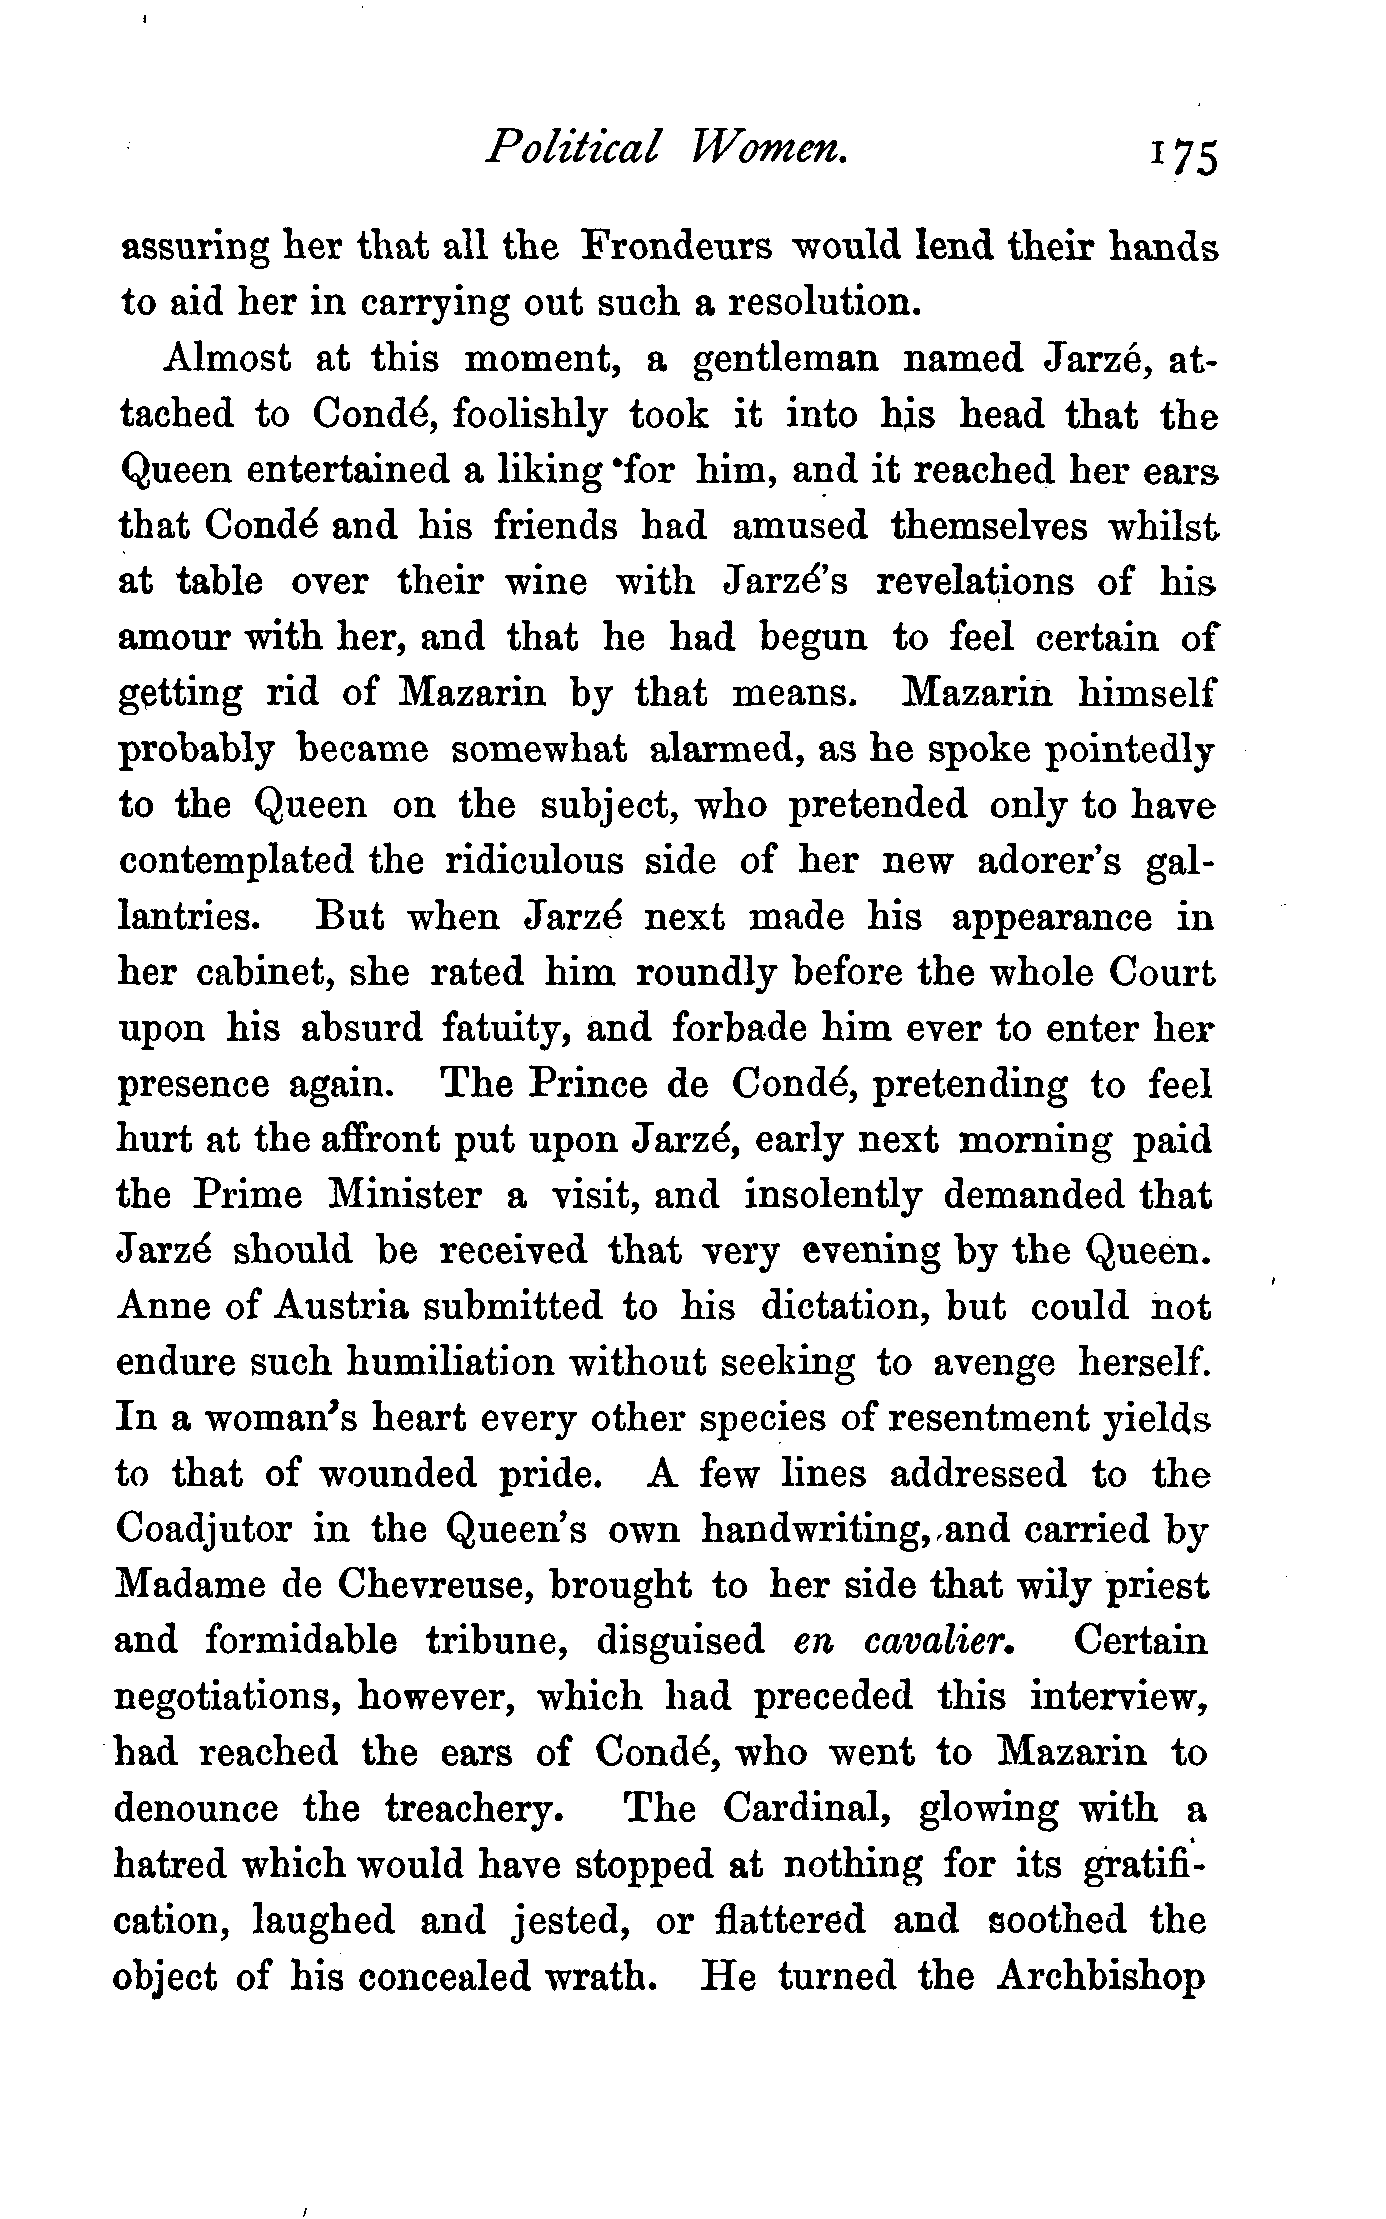 Political Women. 175
assuring her that all the Frondeurs would lend their hands
to aid her in carrying out such a resolution.
Almost at this moment, a gentleman named Jarzé, at-
tached to Condé, foolishly took it into his head that the
Queen entertained a liking for him, and it reached her ears
that Condé and his friends had amused themselves whilst
at table over their wine with Jarzé's revelations of his
amour with her, and that he had begun to feel certain of
getting rid of Mazarin by that means. Mazarin himself
probably became somewhat alarmed, as he spoke pointedly
to the Queen on the subject, who pretended only to have
contemplated the ridiculous side of her new adorer's gal-
lantries. But when Jarzé next made his appearance in
her cabinet, she rated him roundly before the whole Court
upon his absurd fatuity, and forbade him ever to enter her
presence again. The Prince de Condé, pretending to feel
hurt at the affront put upon Jarzé, early next morning paid
the Prime Minister a visit, and insolently demanded that
Jarzé should be received that very evening by the Queen.
Anne of Austria submitted to his dictation, but could not
endure such humiliation without seeking to avenge herself.
In a woman's heart every other species of resentment yields
to that of wounded pride. A few lines addressed to the
Coadjutor in the Queen's own handwriting, and carried by
Madame de Chevreuse, brought to her side that wily priest
and formidable tribune, disguised en cavalier. Certain
negotiations, however, which had preceded this interview,
had reached the ears of Condé, who went to Mazarin to
denounce the treachery. The Cardinal, glowing with a
hatred which would have stopped at nothing for its gratifi-
cation, laughed and jested, or flattered and soothed the
object of his concealed wrath. He turned the Archbishop